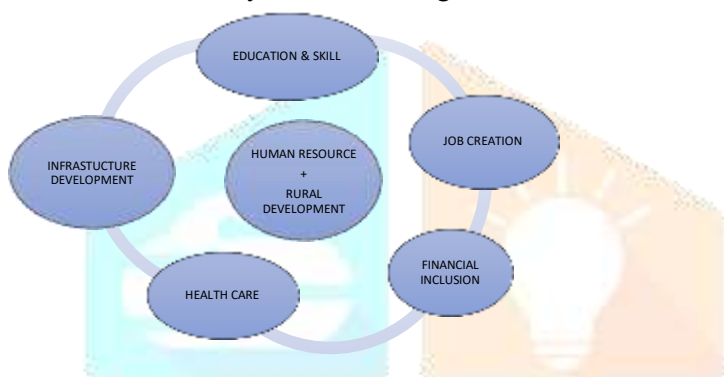 EDUCATION & SKILL
JOB CREATION
INFRASTUCTURE
DEVELOPMENT
HUMAN RESOURCE
+
RURAL
DEVELOPMENT
FINANCIAL
INCLUSION
HEALTH CARE